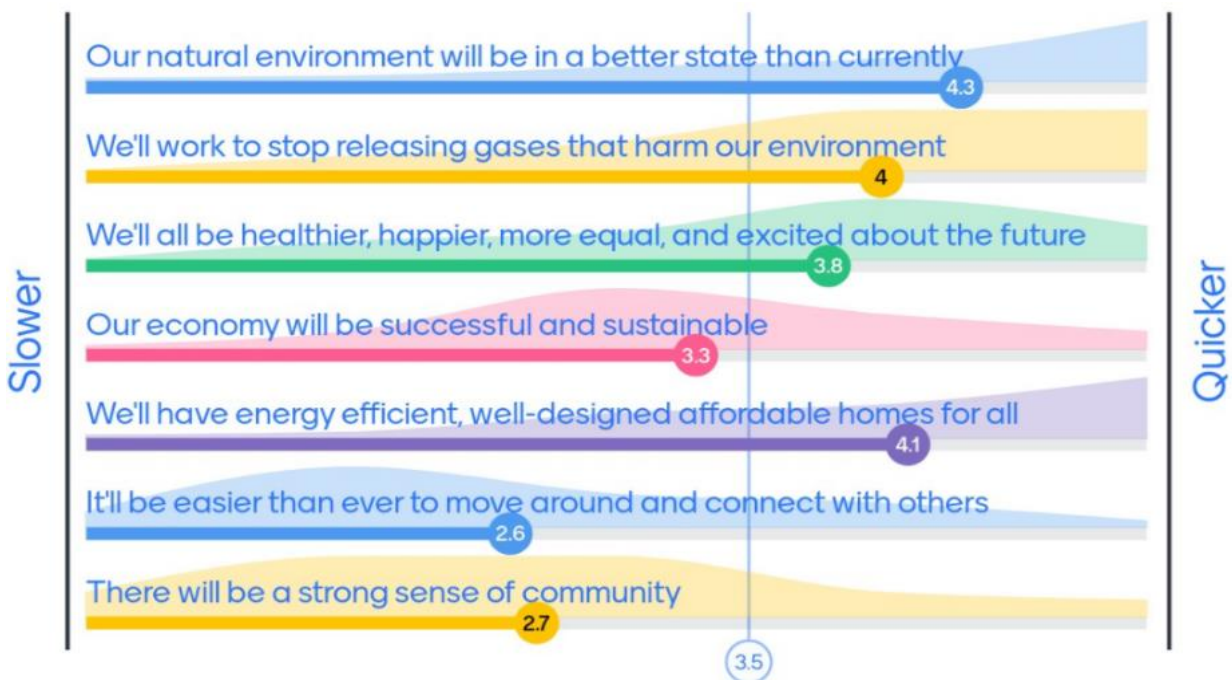 Our natural environment will be in a better state than currently
4.3
We'll work to stop releasing gases that harm our environment
4
We'll all be healthier, happier, more equal, and excited about the future
3.8
Slower
Quicker
Our economy will be successful and sustainable
3.3
We'll have energy efficient, well-designed affordable homes for all
4.1
It'll be easier than ever to move around and connect with others
2.6
There will be a strong sense of community
2.7
3.5